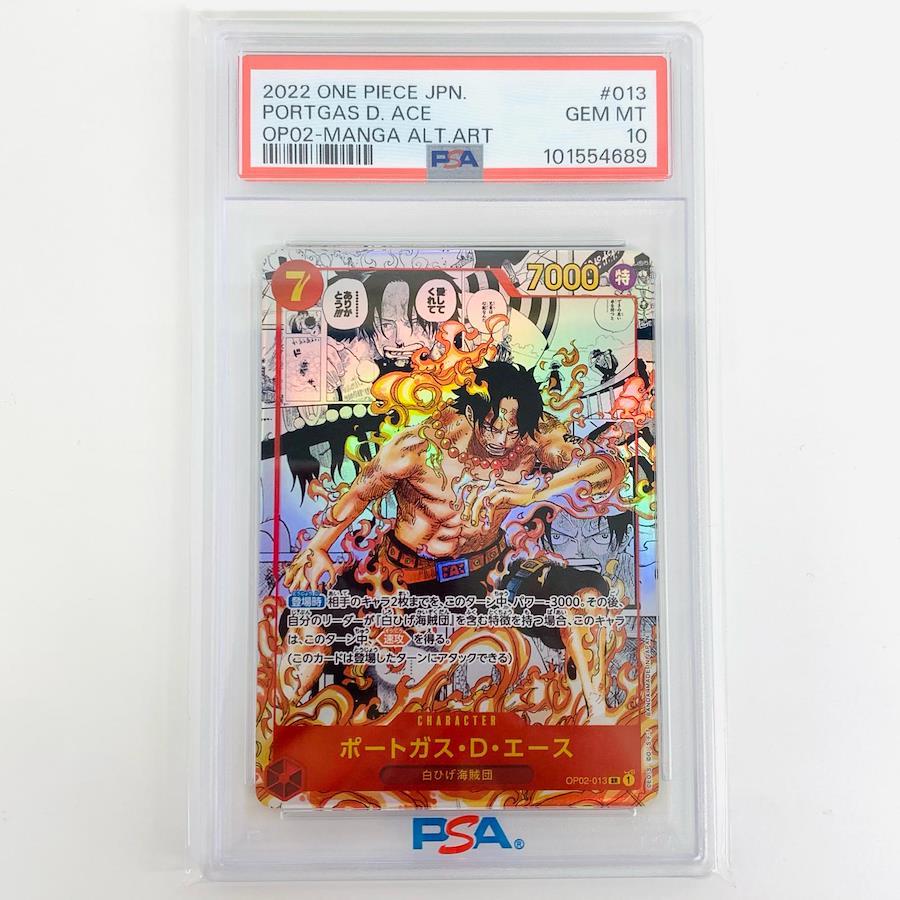 2022 ONE PIECE JPN.
#013
PORTGAS D. ACE
GEM MT
OP02-MANGA ALT.ART
10
PSA
101554689
7
7000
特
愛して
くれて
………
ありが
とう!!!
登場時 相手のキャラ2枚までを、このターン中、パワー-3000。その後、
自分のリーダーが『白ひげ海賊団』を含む特徴を持つ場合、このキャラ
は、このターン中、速攻を得る。
(このカードは登場したターンにアタックできる)
CHARACTER
ポートガス・D・エース
白ひげ海賊団
OP02-013 SR 1
PSA®